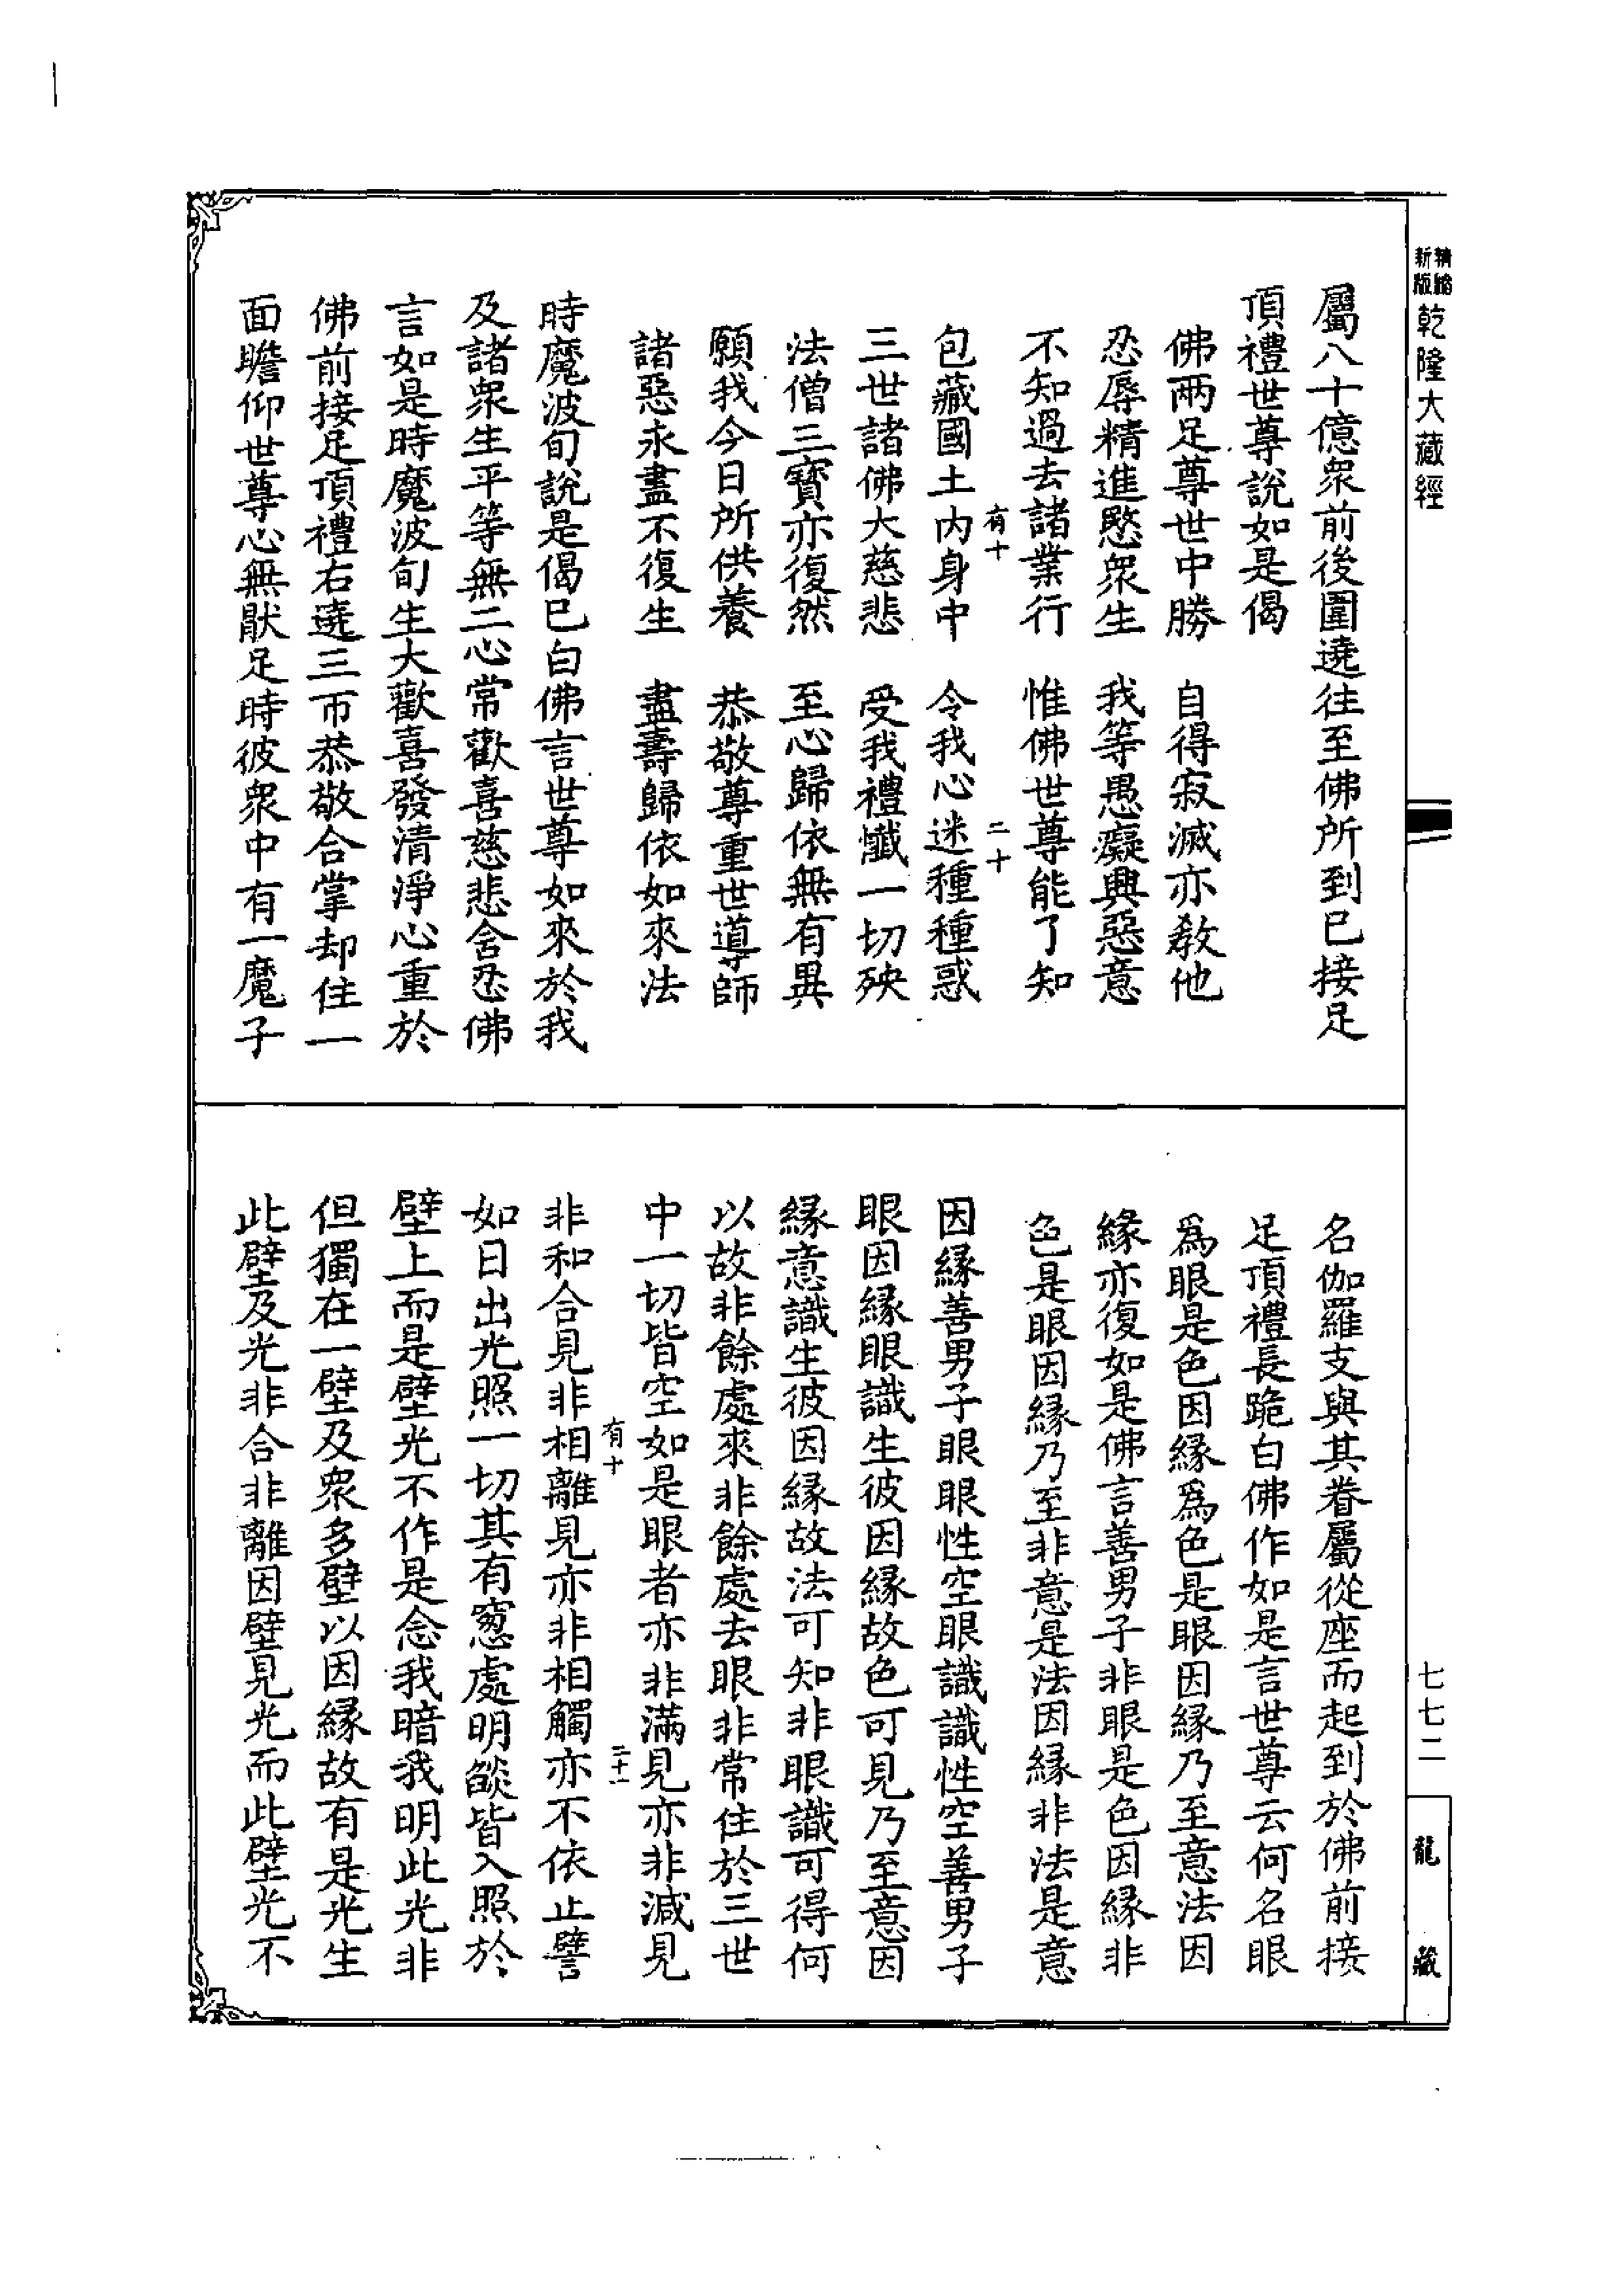 精縮新版乾隆大藏經
屬八十億衆前後圍遶往至佛所到已接足
頂禮世尊說如是偈
佛兩足尊世中勝　自得寂滅亦教他
忍辱精進愍衆生　我等愚癡興惡意
不知過去諸業行　惟佛世尊能了知
有十　二十
包藏國土內身中　令我心迷種種惑
三世諸佛大慈悲　受我禮懺一切殃
法僧三寶亦復然　至心歸依無有異
願我今日所供養　恭敬尊重世導師
諸惡永盡不復生　盡壽歸依如來法
時魔波旬說是偈已白佛言世尊如來於我
及諸衆生平等無二心常歡喜慈悲含忍佛
言如是時魔波旬生大歡喜發清淨心重於
佛前接足頂禮右遶三帀恭敬合掌却住一
面瞻仰世尊心無猒足時彼衆中有一魔子
名伽羅支與其眷屬從座而起到於佛前接
足頂禮長跪白佛作如是言世尊云何名眼
爲眼是色因緣爲色是眼因緣乃至意法因
緣亦復如是佛言善男子非眼是色因緣非
色是眼因緣乃至非意是法因緣非法是意
因緣善男子眼眼性空眼識識性空善男子
眼因緣眼識生彼因緣故色可見乃至意因
緣意識生彼因緣故法可知非眼識可得何
以故非餘處來非餘處去眼非常住於三世
中一切皆空如是眼者亦非滿見亦非減見
有十　二十一
非和合見非相離見亦非相觸亦不依止譬
如日出光照一切其有窻處明燄皆入照於
壁上而是壁光不作是念我暗我明此光非
但獨在一壁及衆多壁以因緣故有是光生
此壁及光非合非離因壁見光而此壁光不
七七二
龍藏